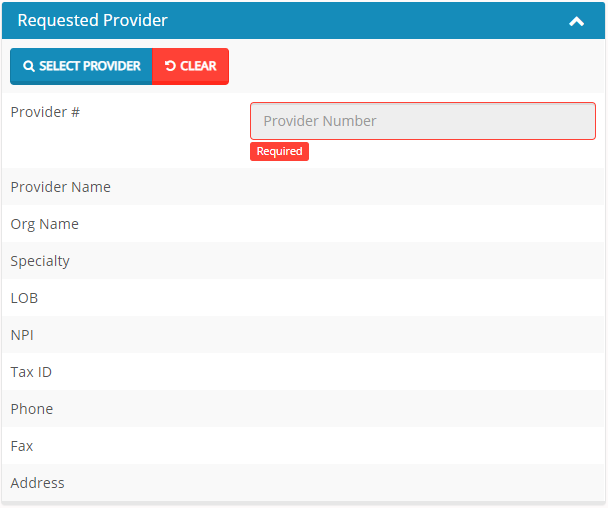 Requested Provider
SELECT PROVIDER CLEAR
Provider # Provider Number
Required
Provider Name
Org Name
Specialty
LOB
NPI
Tax ID
Phone
Fax
Address